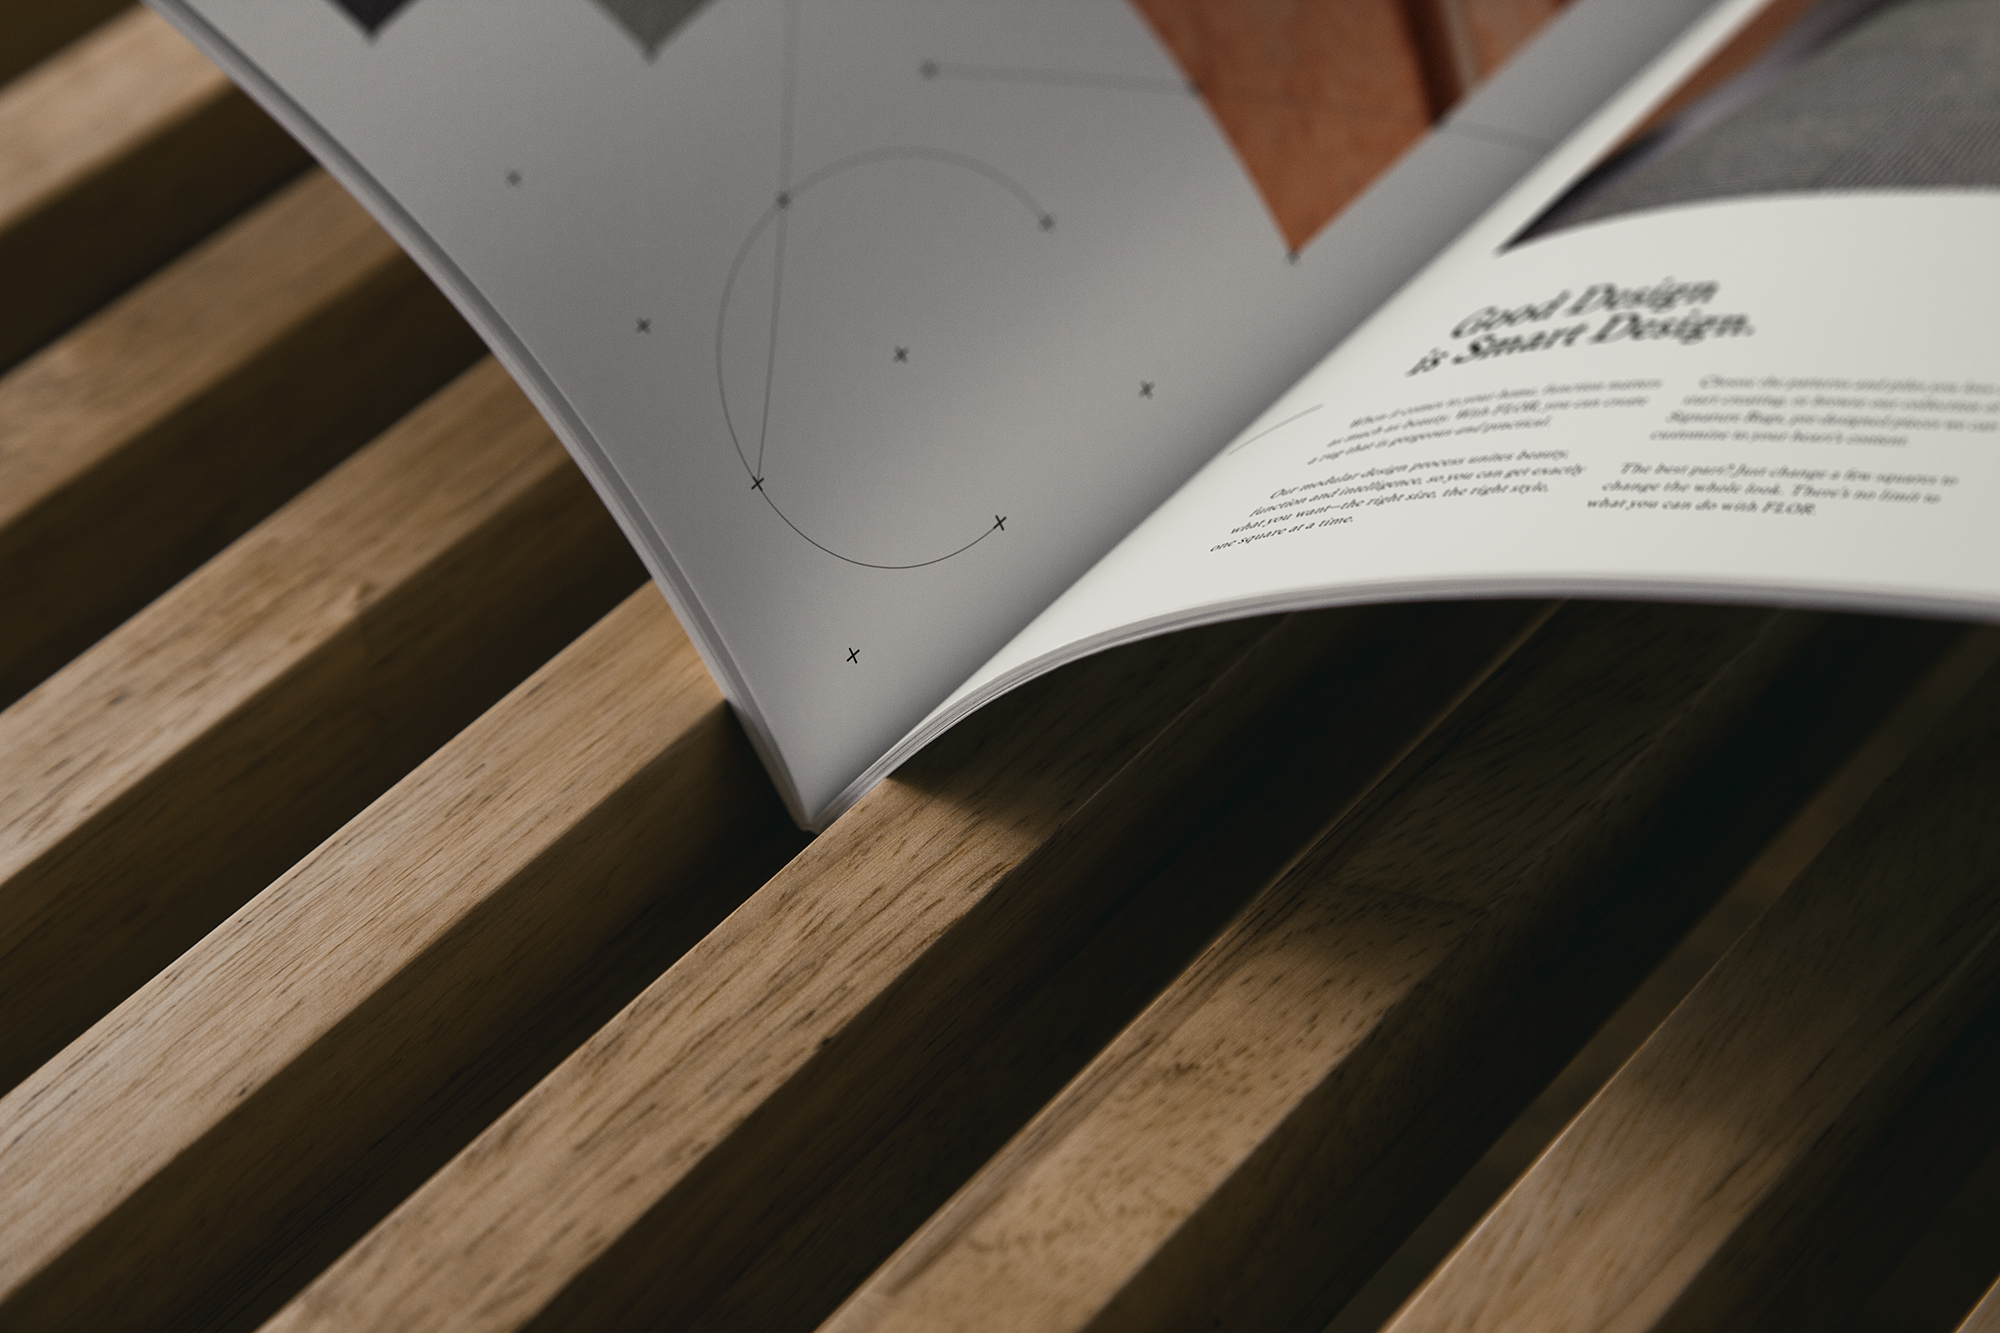 Good Design
is Smart Design.
When it comes to your home, function matters
as much as beauty. With FLOR, you can create
a rug that is gorgeous and practical.
Our modular design process unites beauty,
function and intelligence, so you can get exactly
what you want—the right size, the right style,
one square at a time.
Choose the patterns and piles you
start creating, or browse our collection of
Signature Rugs, pre-designed pieces we can
customize to your heart's content.
The best part? Just change a few squares to
change the whole look. There's no limit to
what you can do with FLOR.